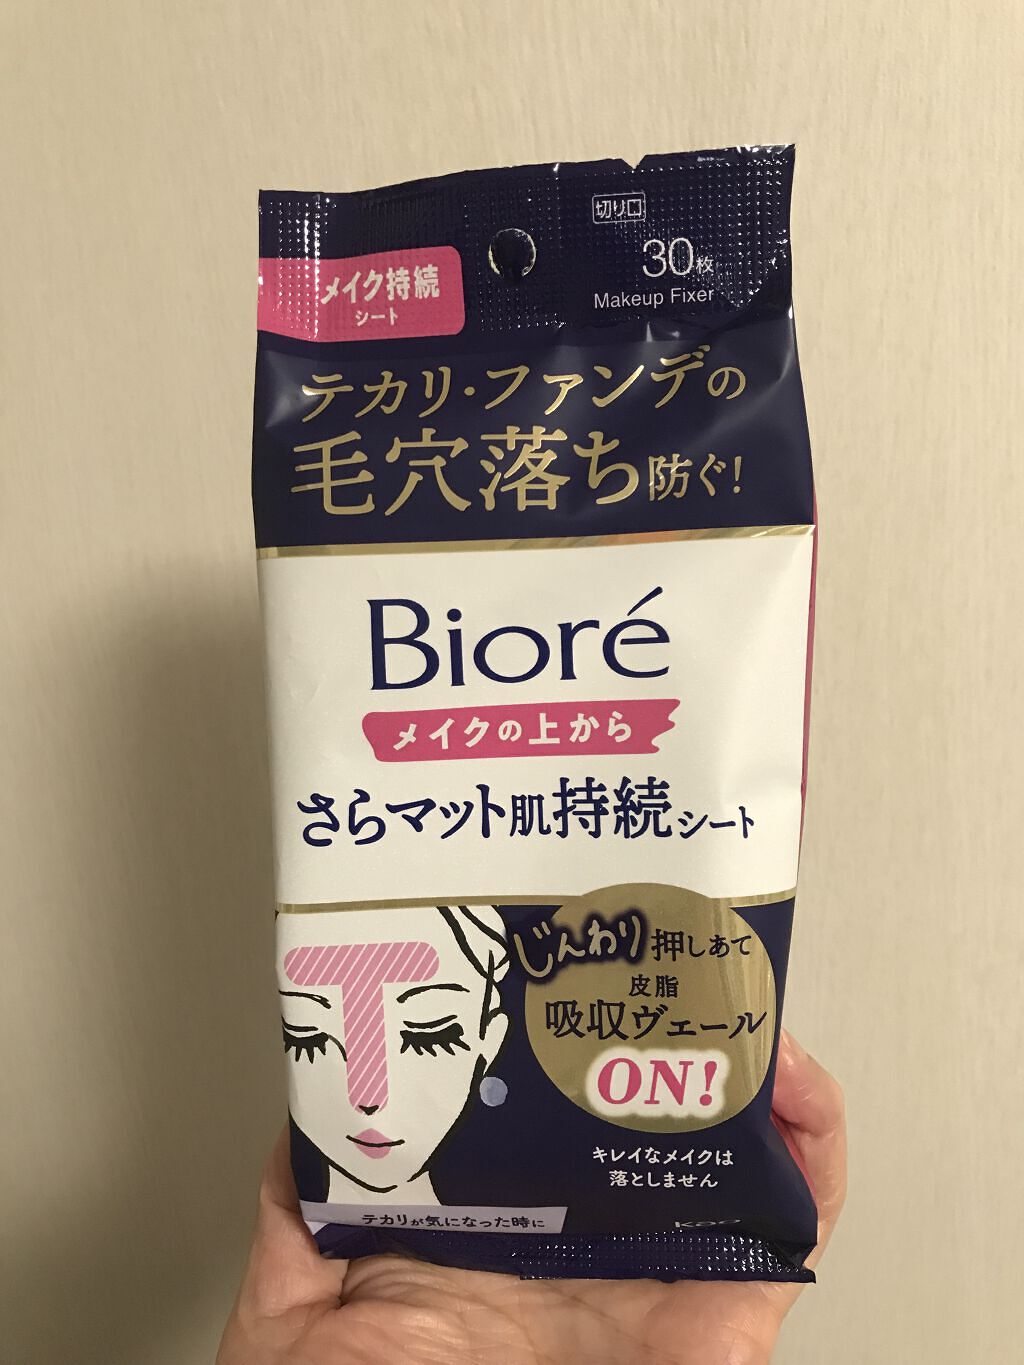 切り口
30枚
Makeup Fixer
メイク持続
シート
テカリ・ファンデの
毛穴落ち防ぐ!
Bioré
メイクの上から
さらマット肌持続シート
じんわり押しあて
皮脂
吸収ヴェール
ON!
キレイなメイクは
落としません
テカリが気になった時に
Kao